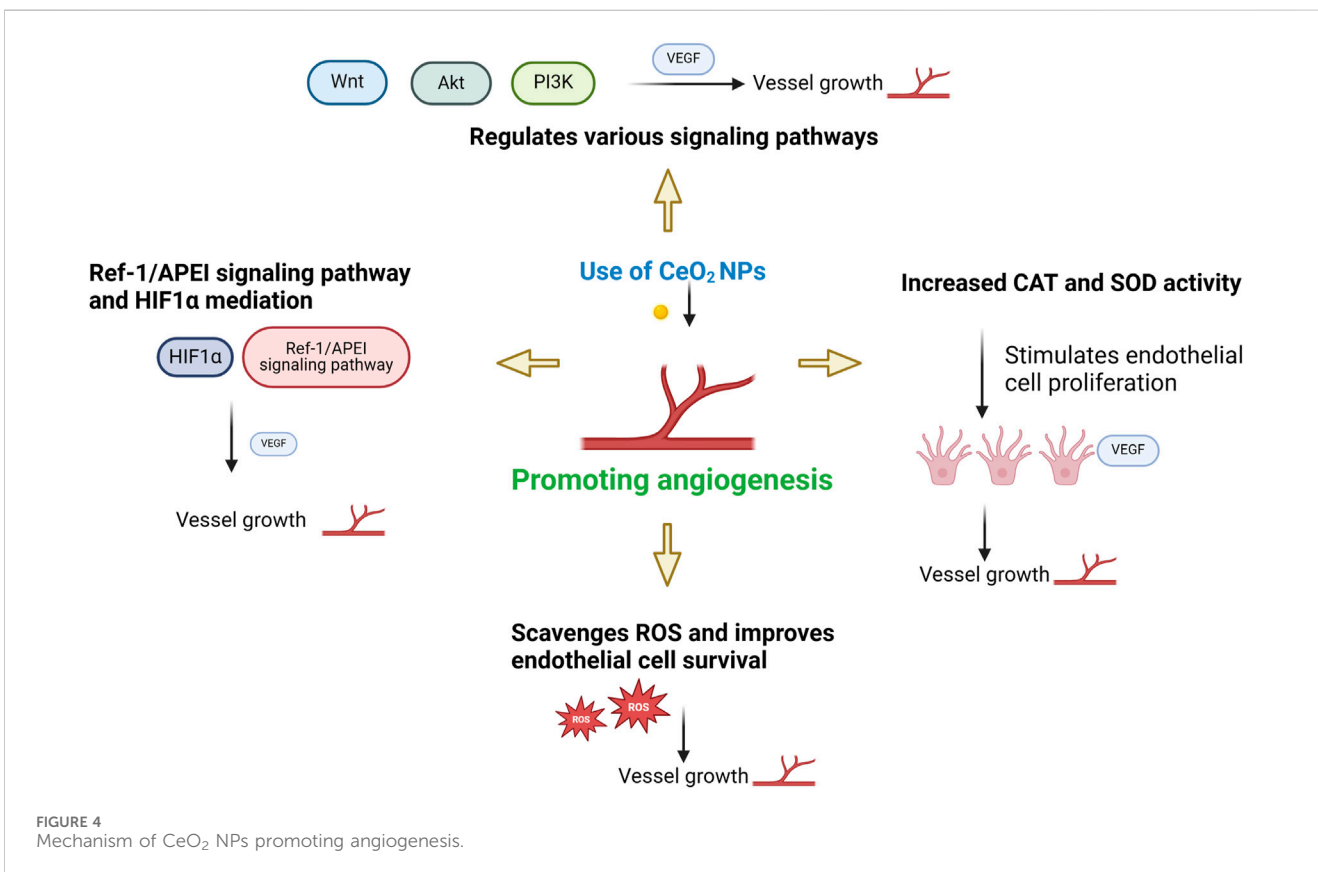 Wnt
Akt
PI3K
VEGF
Vessel growth
Regulates various signaling pathways
Ref-1/APEI signaling pathway
and HIF1α mediation
HIF1α
Ref-1/APEI
signaling pathway
VEGF
Vessel growth
Use of CeO₂ NPs
Promoting angiogenesis
Increased CAT and SOD activity
Stimulates endothelial
cell proliferation
VEGF
Vessel growth
Scavenges ROS and improves
endothelial cell survival
ROS
ROS
Vessel growth
FIGURE 4
Mechanism of CeO₂ NPs promoting angiogenesis.